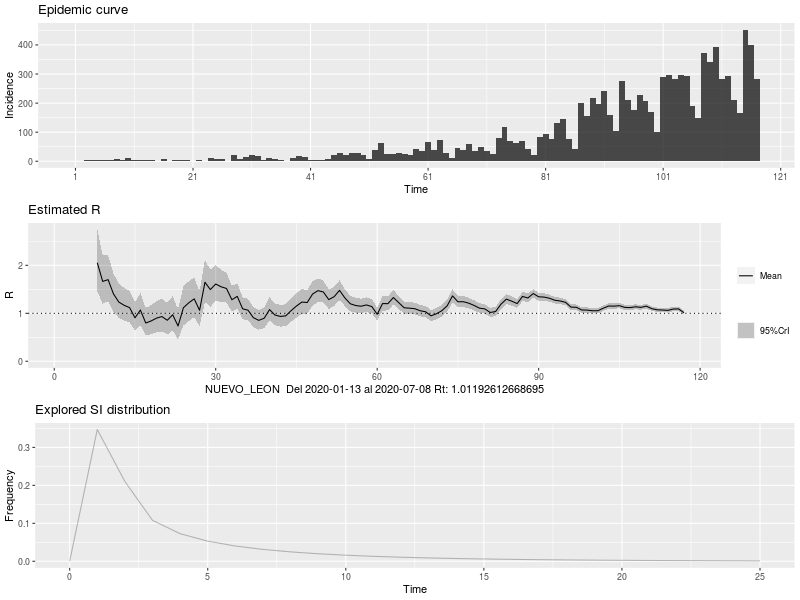 Epidemic curve
Incidence
400
300
200
100
0
1 21 41 61 81 101 121
Time
Estimated R
R
2
1
0
0 30 60 90 120
NUEVO_LEON Del 2020-01-13 al 2020-07-08 Rt: 1.01192612668695
Mean
95%CrI
Explored SI distribution
Frequency
0.3
0.2
0.1
0.0
0 5 10 15 20 25
Time